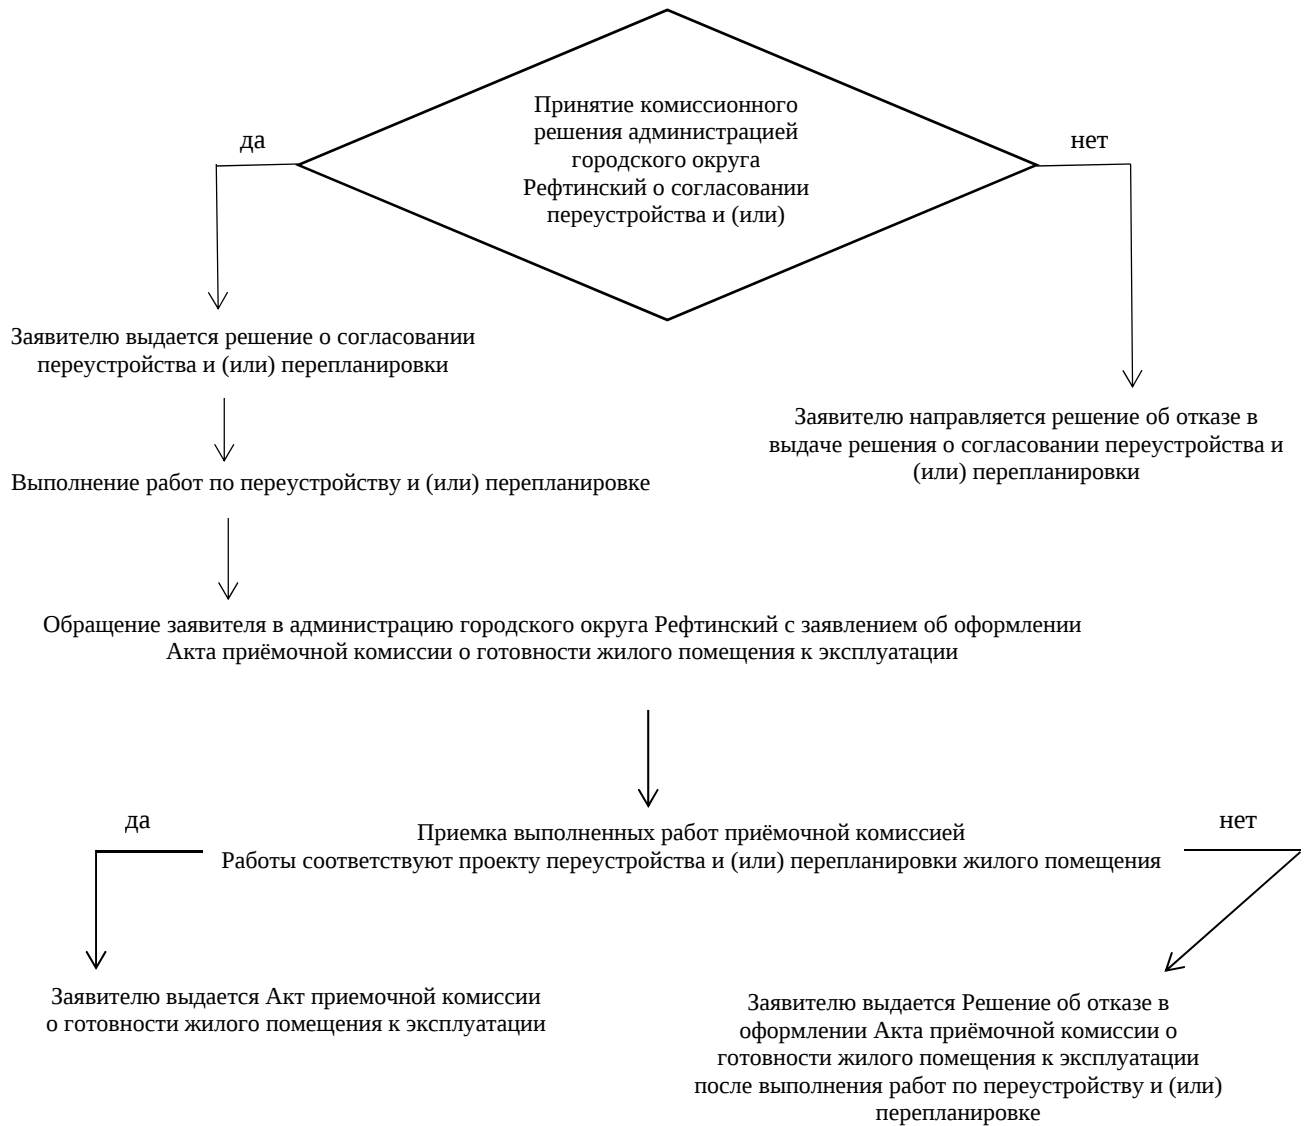 Принятие комиссионного
решения администрацией
городского округа
Рефтинский о согласовании
переустройства и (или)
да
нет
Заявителю выдается решение о согласовании
переустройства и (или) перепланировки
Заявителю направляется решение об отказе в
выдаче решения о согласовании переустройства и
(или) перепланировки
Выполнение работ по переустройству и (или) перепланировке
Обращение заявителя в администрацию городского округа Рефтинский с заявлением об оформлении
Акта приёмочной комиссии о готовности жилого помещения к эксплуатации
да
нет
Приемка выполненных работ приёмочной комиссией
Работы соответствуют проекту переустройства и (или) перепланировки жилого помещения
Заявителю выдается Акт приемочной комиссии
о готовности жилого помещения к эксплуатации
Заявителю выдается Решение об отказе в
оформлении Акта приёмочной комиссии о
готовности жилого помещения к эксплуатации
после выполнения работ по переустройству и (или)
перепланировке